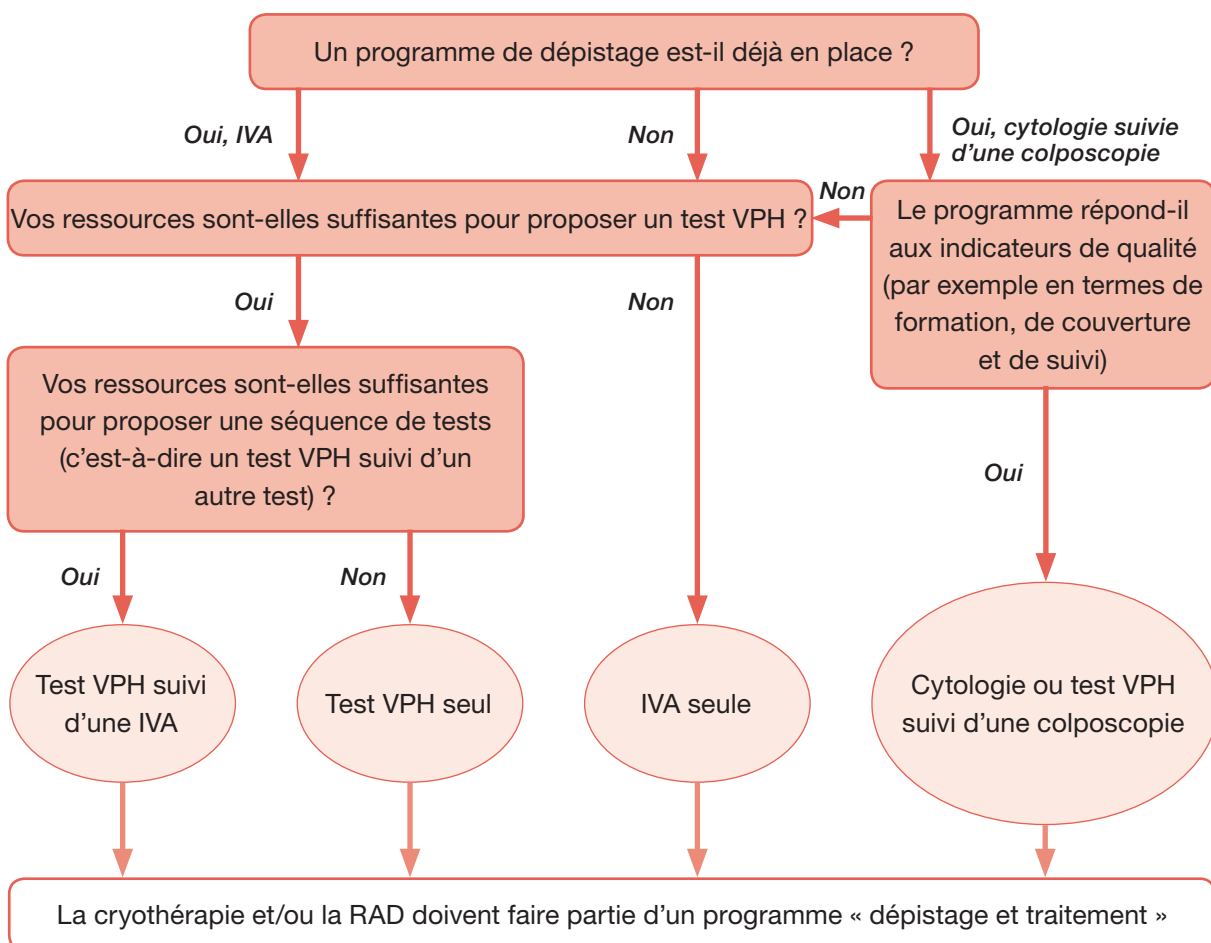 Un programme de dépistage est-il déjà en place ?
Oui, IVA
Non
Oui, cytologie suivie
d’une colposcopie
Vos ressources sont-elles suffisantes pour proposer un test VPH ?
Non
Le programme répond-il
aux indicateurs de qualité
(par exemple en termes de
formation, de couverture
et de suivi)
Oui
Non
Vos ressources sont-elles suffisantes
pour proposer une séquence de tests
(c’est-à-dire un test VPH suivi d’un
autre test) ?
Oui
Oui
Non
Test VPH suivi
d’une IVA
Test VPH seul
IVA seule
Cytologie ou test VPH
suivi d’une colposcopie
La cryothérapie et/ou la RAD doivent faire partie d’un programme « dépistage et traitement »